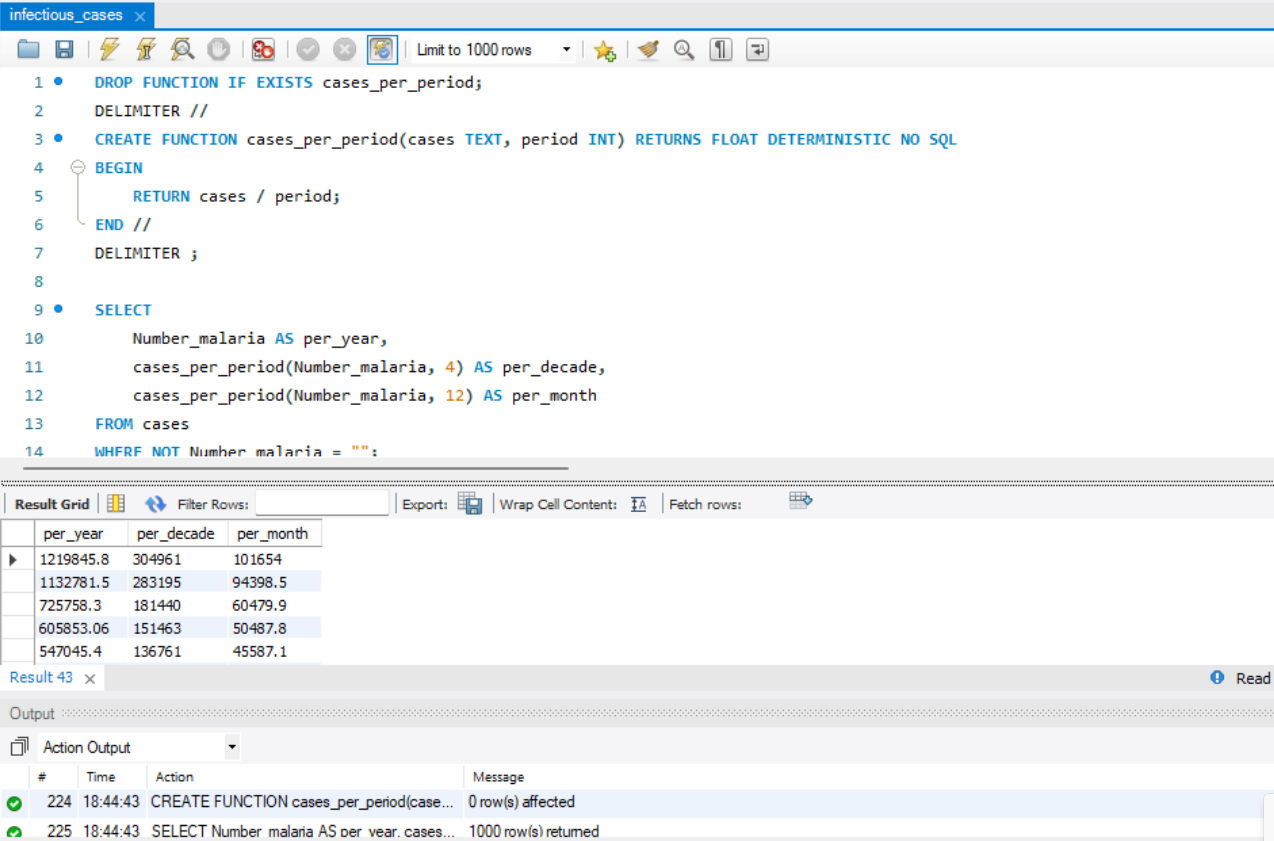 infectious_cases ×
Limit to 1000 rows
1 DROP FUNCTION IF EXISTS cases_per_period;
2 DELIMITER //
3 CREATE FUNCTION cases_per_period(cases TEXT, period INT) RETURNS FLOAT DETERMINISTIC NO SQL
4 BEGIN
5 RETURN cases / period;
6 END //
7 DELIMITER ;
8
9 SELECT
10 Number_malaria AS per_year,
11 cases_per_period(Number_malaria, 4) AS per_decade,
12 cases_per_period(Number_malaria, 12) AS per_month
13 FROM cases
14 WHERE NOT Number_malaria = "";
Result Grid Filter Rows: Export: Wrap Cell Content: IA Fetch rows:
per_year per_decade per_month
1219845.8 304961 101654
1132781.5 283195 94398.5
725758.3 181440 60479.9
605853.06 151463 50487.8
547045.4 136761 45587.1
Result 43 × Read
Output
Action Output
# Time Action Message
224 18:44:43 CREATE FUNCTION cases_per_period(case... 0 row(s) affected
225 18:44:43 SELECT Number_malaria AS per_year, cases... 1000 row(s) returned